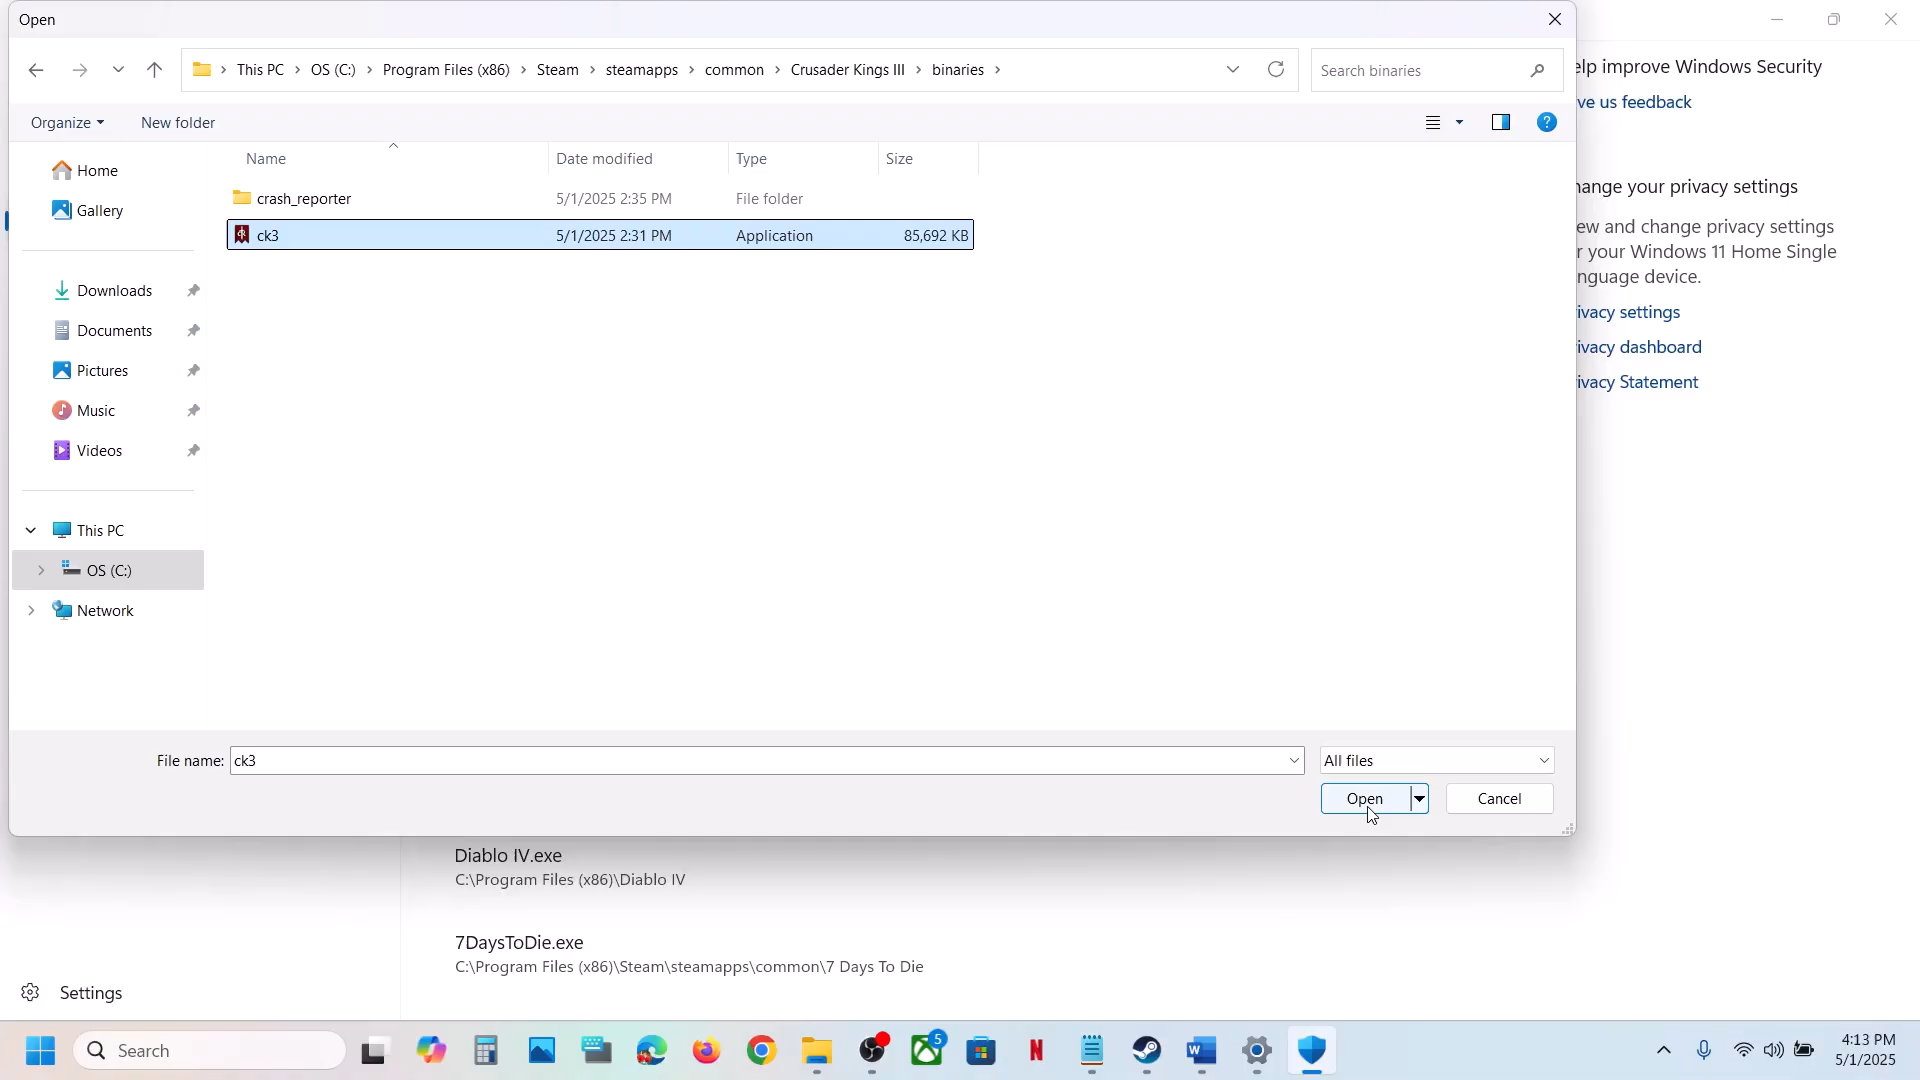 Open
This PC > OS (C:) > Program Files (x86) > Steam > steamapps > common > Crusader Kings III > binaries >
Search binaries
Organize
New folder
Name
Date modified
Type
Size
crash_reporter
5/1/2025 2:35 PM
File folder
ck3
5/1/2025 2:31 PM
Application
85,692 KB
Home
Gallery
Downloads
Documents
Pictures
Music
Videos
This PC
OS (C:)
Network
File name:
ck3
All files
Open
Cancel
elp improve Windows Security
ve us feedback
hange your privacy settings
ew and change privacy settings
r your Windows 11 Home Single
nguage device.
ivacy settings
ivacy dashboard
ivacy Statement
Diablo IV.exe
C:\Program Files (x86)\Diablo IV
7DaysToDie.exe
C:\Program Files (x86)\Steam\steamapps\common\7 Days To Die
Settings
Search
5
4:13 PM
5/1/2025